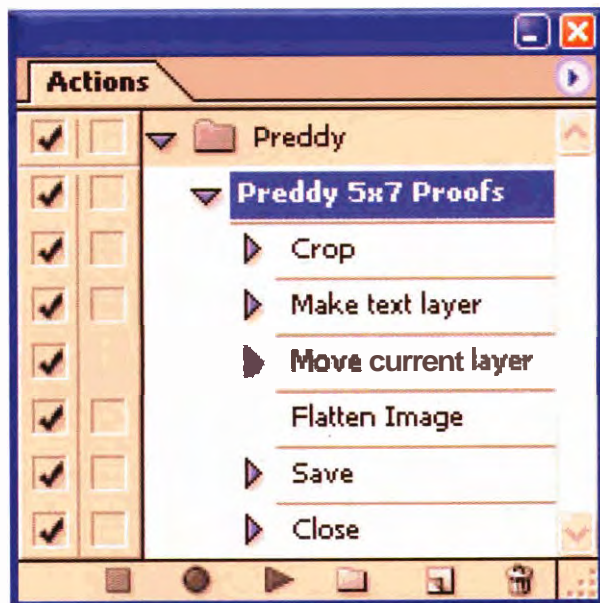 Actions
Preddy
Preddy 5x7 Proofs
Crop
Make text layer
Move current layer
Flatten Image
Save
Close